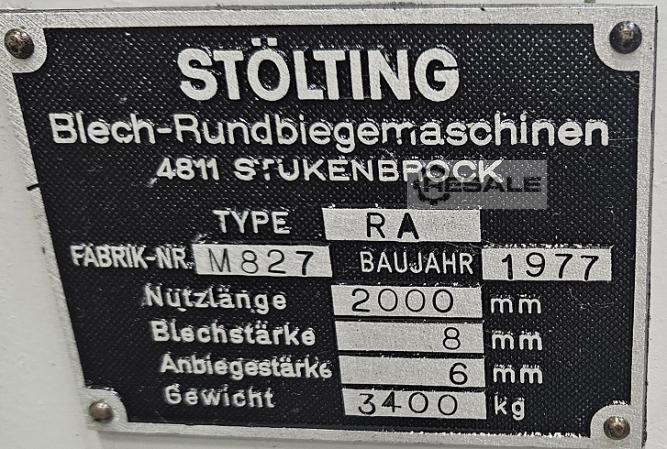 STÖLTING
Blech-Rundbiegemaschinen
4811 STUKENBROCK
HESALE
TYPE RA
FABRIK-NR. M827 BAUJAHR 1977
Nutzlänge 2000 mm
Blechstärke 8 mm
Anbiegestärke 6 mm
Gewicht 3400 kg